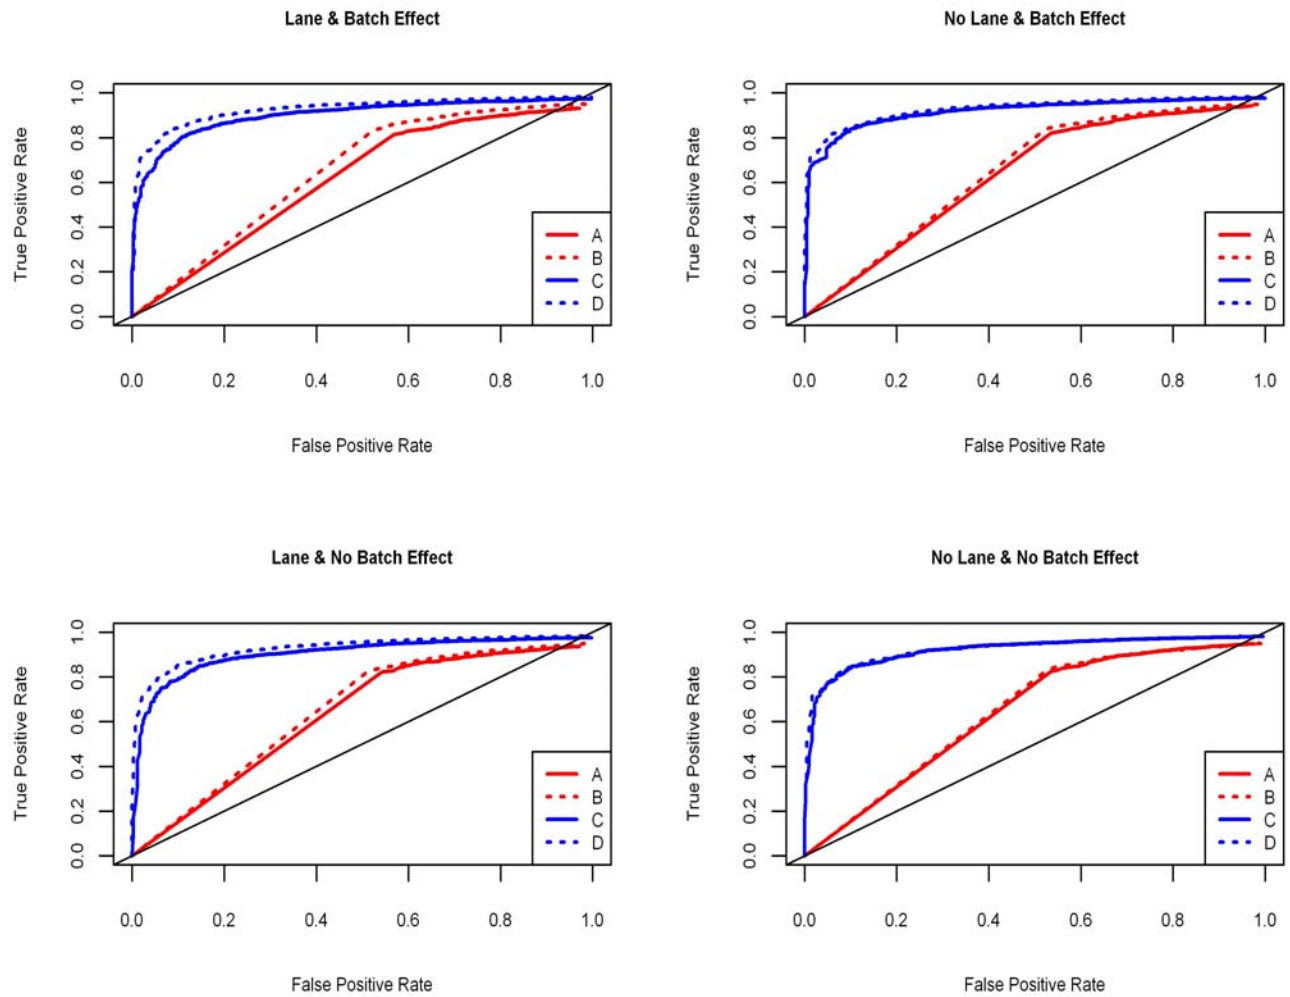 Lane & Batch Effect
True Positive Rate
1.0
0.8
0.6
0.4
0.2
0.0
A
B
C
D
0.0 0.2 0.4 0.6 0.8 1.0
False Positive Rate
No Lane & Batch Effect
True Positive Rate
1.0
0.8
0.6
0.4
0.2
0.0
A
B
C
D
0.0 0.2 0.4 0.6 0.8 1.0
False Positive Rate
Lane & No Batch Effect
True Positive Rate
1.0
0.8
0.6
0.4
0.2
0.0
A
B
C
D
0.0 0.2 0.4 0.6 0.8 1.0
False Positive Rate
No Lane & No Batch Effect
True Positive Rate
1.0
0.8
0.6
0.4
0.2
0.0
A
B
C
D
0.0 0.2 0.4 0.6 0.8 1.0
False Positive Rate